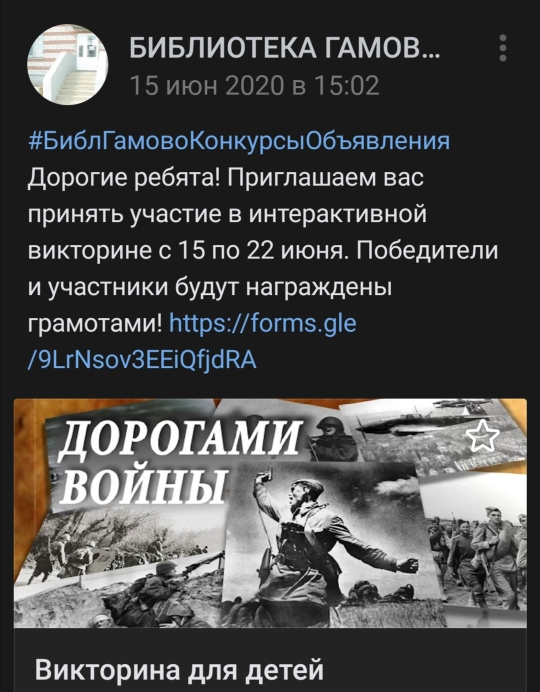 БИБЛИОТЕКА ГАМОВ...
15 июн 2020 в 15:02
#БиблГамовоКонкурсыОбъявления
Дорогие ребята! Приглашаем вас
принять участие в интерактивной
викторине с 15 по 22 июня. Победители
и участники будут награждены
грамотами! https://forms.gle
/9LrNsov3EEiQfjdRA
ДОРОГАМИ
ВОЙНЫ
Викторина для детей